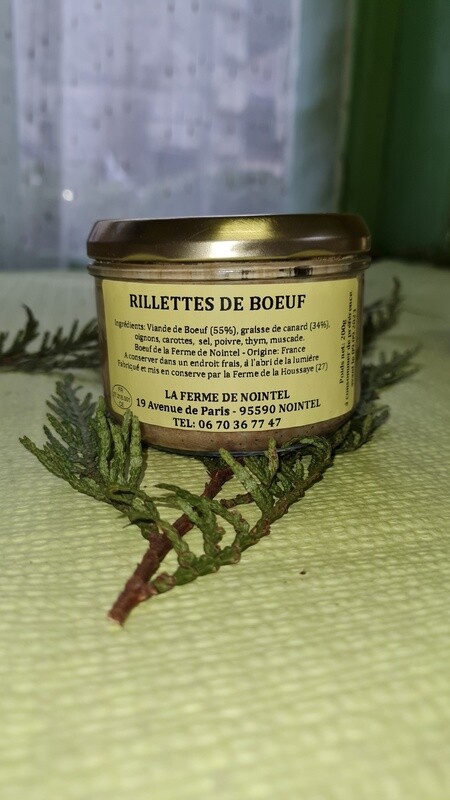 RILLETTES DE BOEUF
Ingrédients: Viande de Boeuf (55%), graisse de canard (34%),
oignons, carottes, sel, poivre, thym, muscade.
Boeuf de la Ferme de Nointel - Origine: France
A conserver dans un endroit frais, à l'abri de la lumière
Fabriqué et mis en conserve par la Ferme de la Houssaye (27)
LA FERME DE NOINTEL
19 Avenue de Paris - 95590 NOINTEL
TEL: 06 70 36 77 47
Poids net: 200g
à consommer de préférence